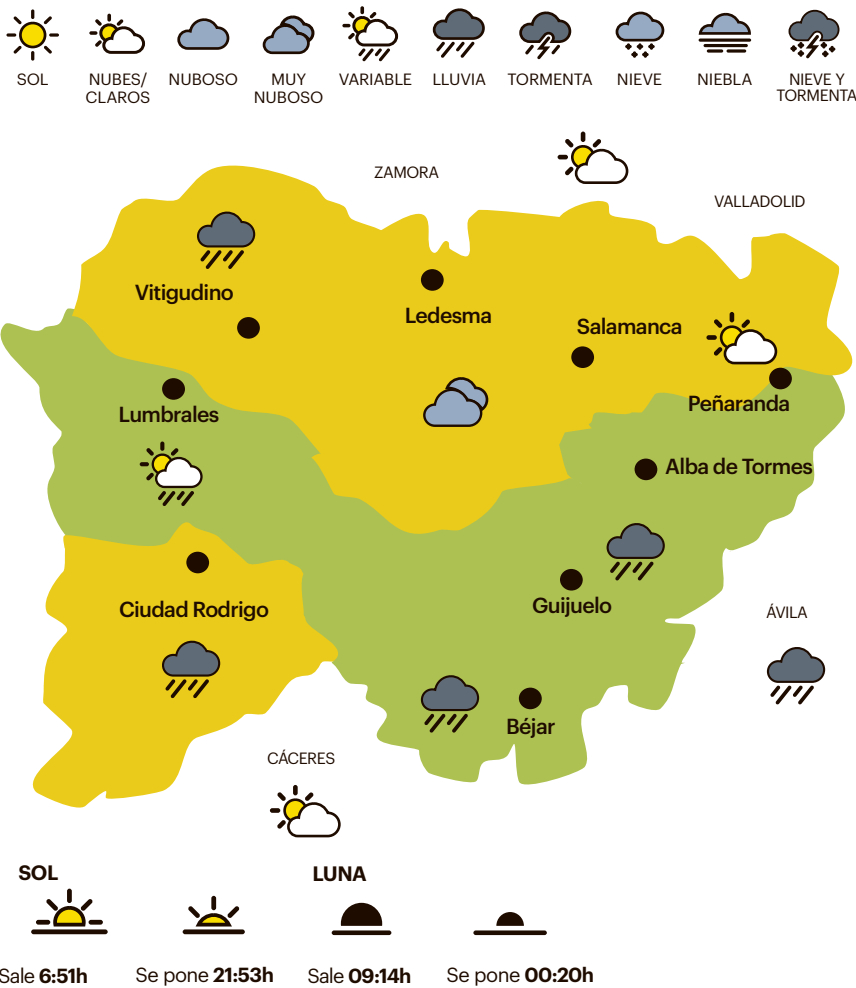 SOL
NUBES/
CLAROS
NUBOSO
MUY
NUBOSO
VARIABLE
LLUVIA
TORMENTA
NIEVE
NIEBLA
NIEVE Y
TORMENTA
ZAMORA
VALLADOLID
Vitigudino
Ledesma
Salamanca
Peñaranda
Lumbrales
Alba de Tormes
Ciudad Rodrigo
Guijuelo
ÁVILA
Béjar
CÁCERES
SOL
LUNA
Sale 6:51h
Se pone 21:53h
Sale 09:14h
Se pone 00:20h